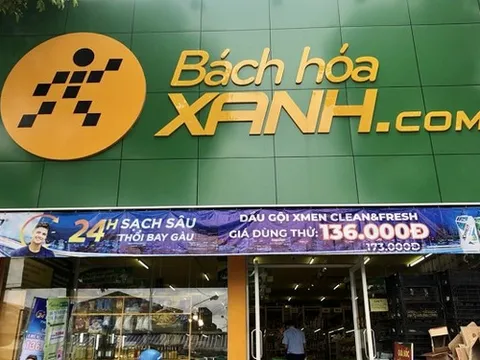 Bách hóa
XANH.COM
24H SẠCH SÂU
THỔI BAY GÀU
DẦU GỘI XMEN CLEAN&FRESH
GIÁ DÙNG THỬ: 136.000Đ
173.000Đ